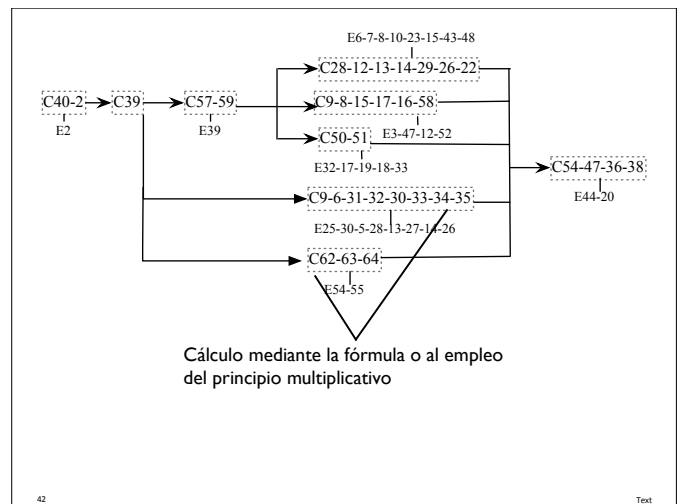 E6-7-8-10-23-15-43-48
C28-12-13-14-29-26-22
C40-2
C39
C57-59
C9-8-15-17-16-58
E2
E39
E3-47-12-52
C50-51
E32-17-19-18-33
C54-47-36-38
E44-20
C9-6-31-32-30-33-34-35
E25-30-5-28-13-27-14-26
C62-63-64
E54-55
Cálculo mediante la fórmula o al empleo
del principio multiplicativo
42
Text